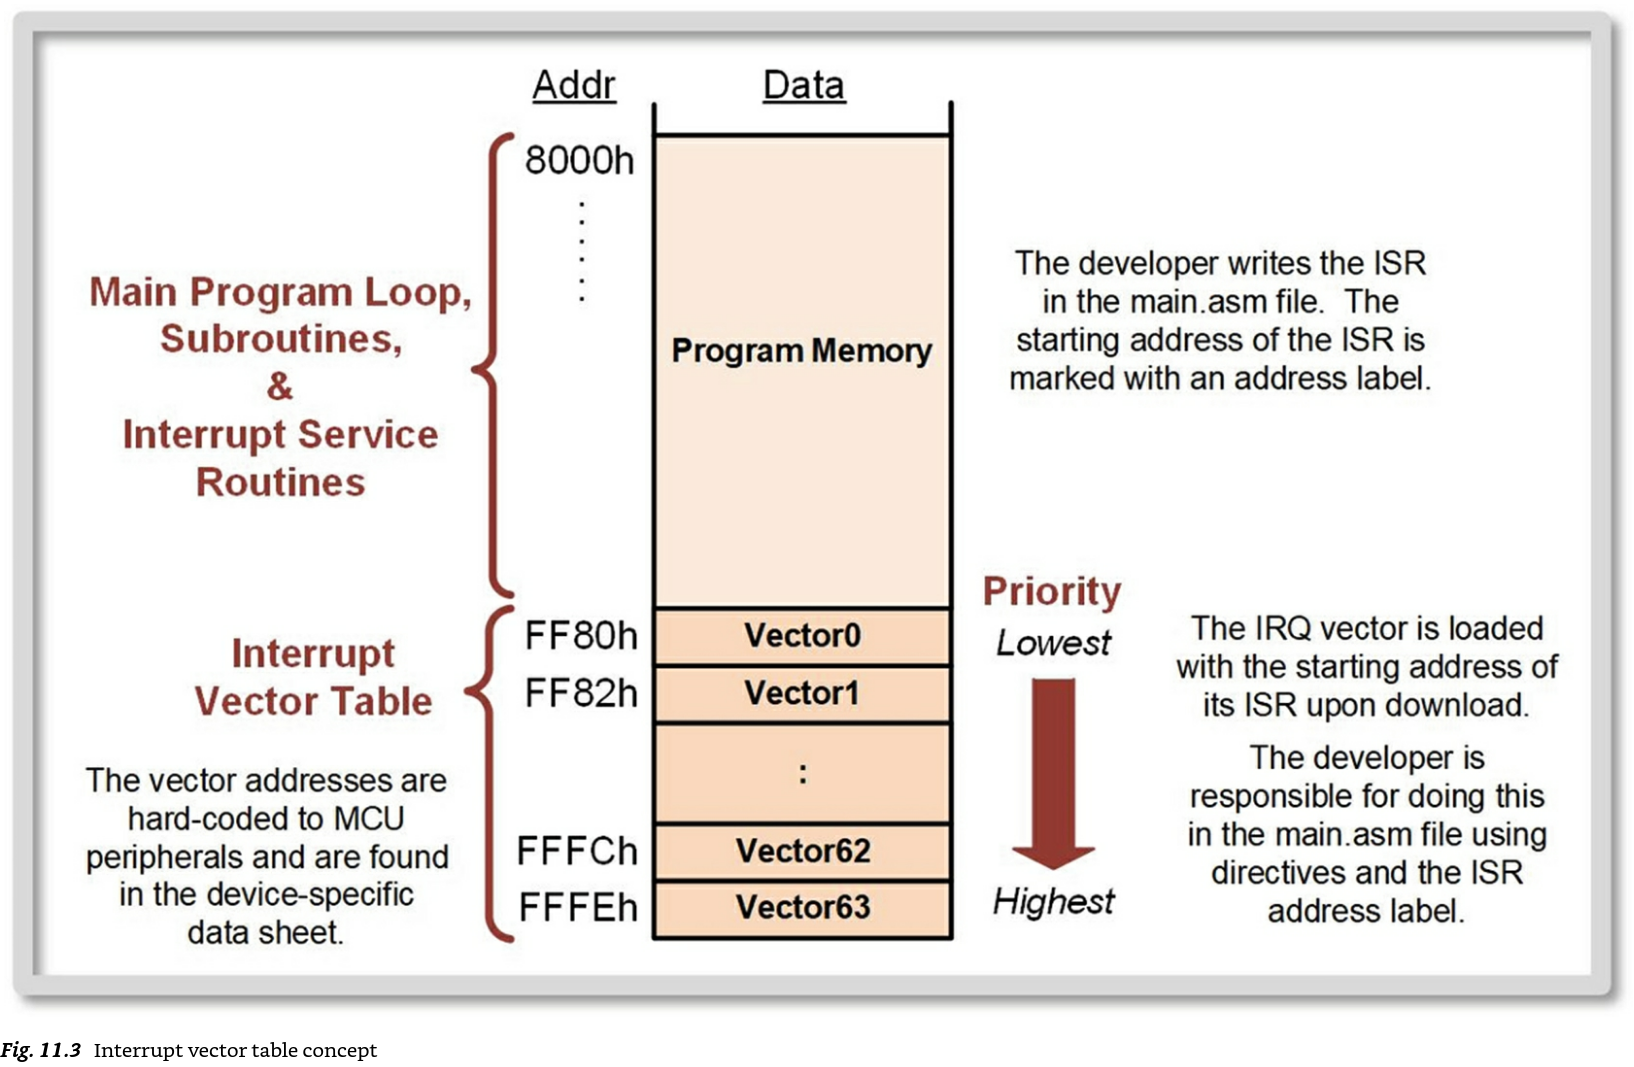 Addr
Data
8000h
Main Program Loop,
Subroutines,
&
Interrupt Service
Routines
Program Memory
The developer writes the ISR
in the main.asm file. The
starting address of the ISR is
marked with an address label.
Interrupt
Vector Table
The vector addresses are
hard-coded to MCU
peripherals and are found
in the device-specific
data sheet.
FF80h
Vector0
FF82h
Vector1
:
FFFCh
Vector62
FFFEh
Vector63
Priority
Lowest
Highest
The IRQ vector is loaded
with the starting address of
its ISR upon download.
The developer is
responsible for doing this
in the main.asm file using
directives and the ISR
address label.
Fig. 11.3 Interrupt vector table concept